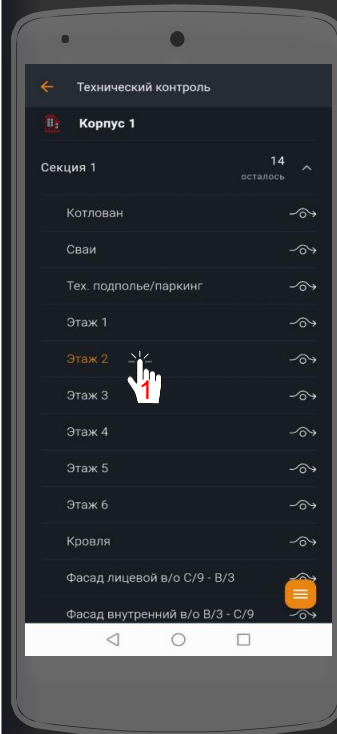 Технический контроль
Корпус 1
Секция 1
14
осталось
Котлован
Сваи
Тех. подполье/паркинг
Этаж 1
Этаж 2
1
Этаж 3
Этаж 4
Этаж 5
Этаж 6
Кровля
Фасад лицевой в/о С/9 - В/3
Фасад внутренний в/о В/3 - С/9